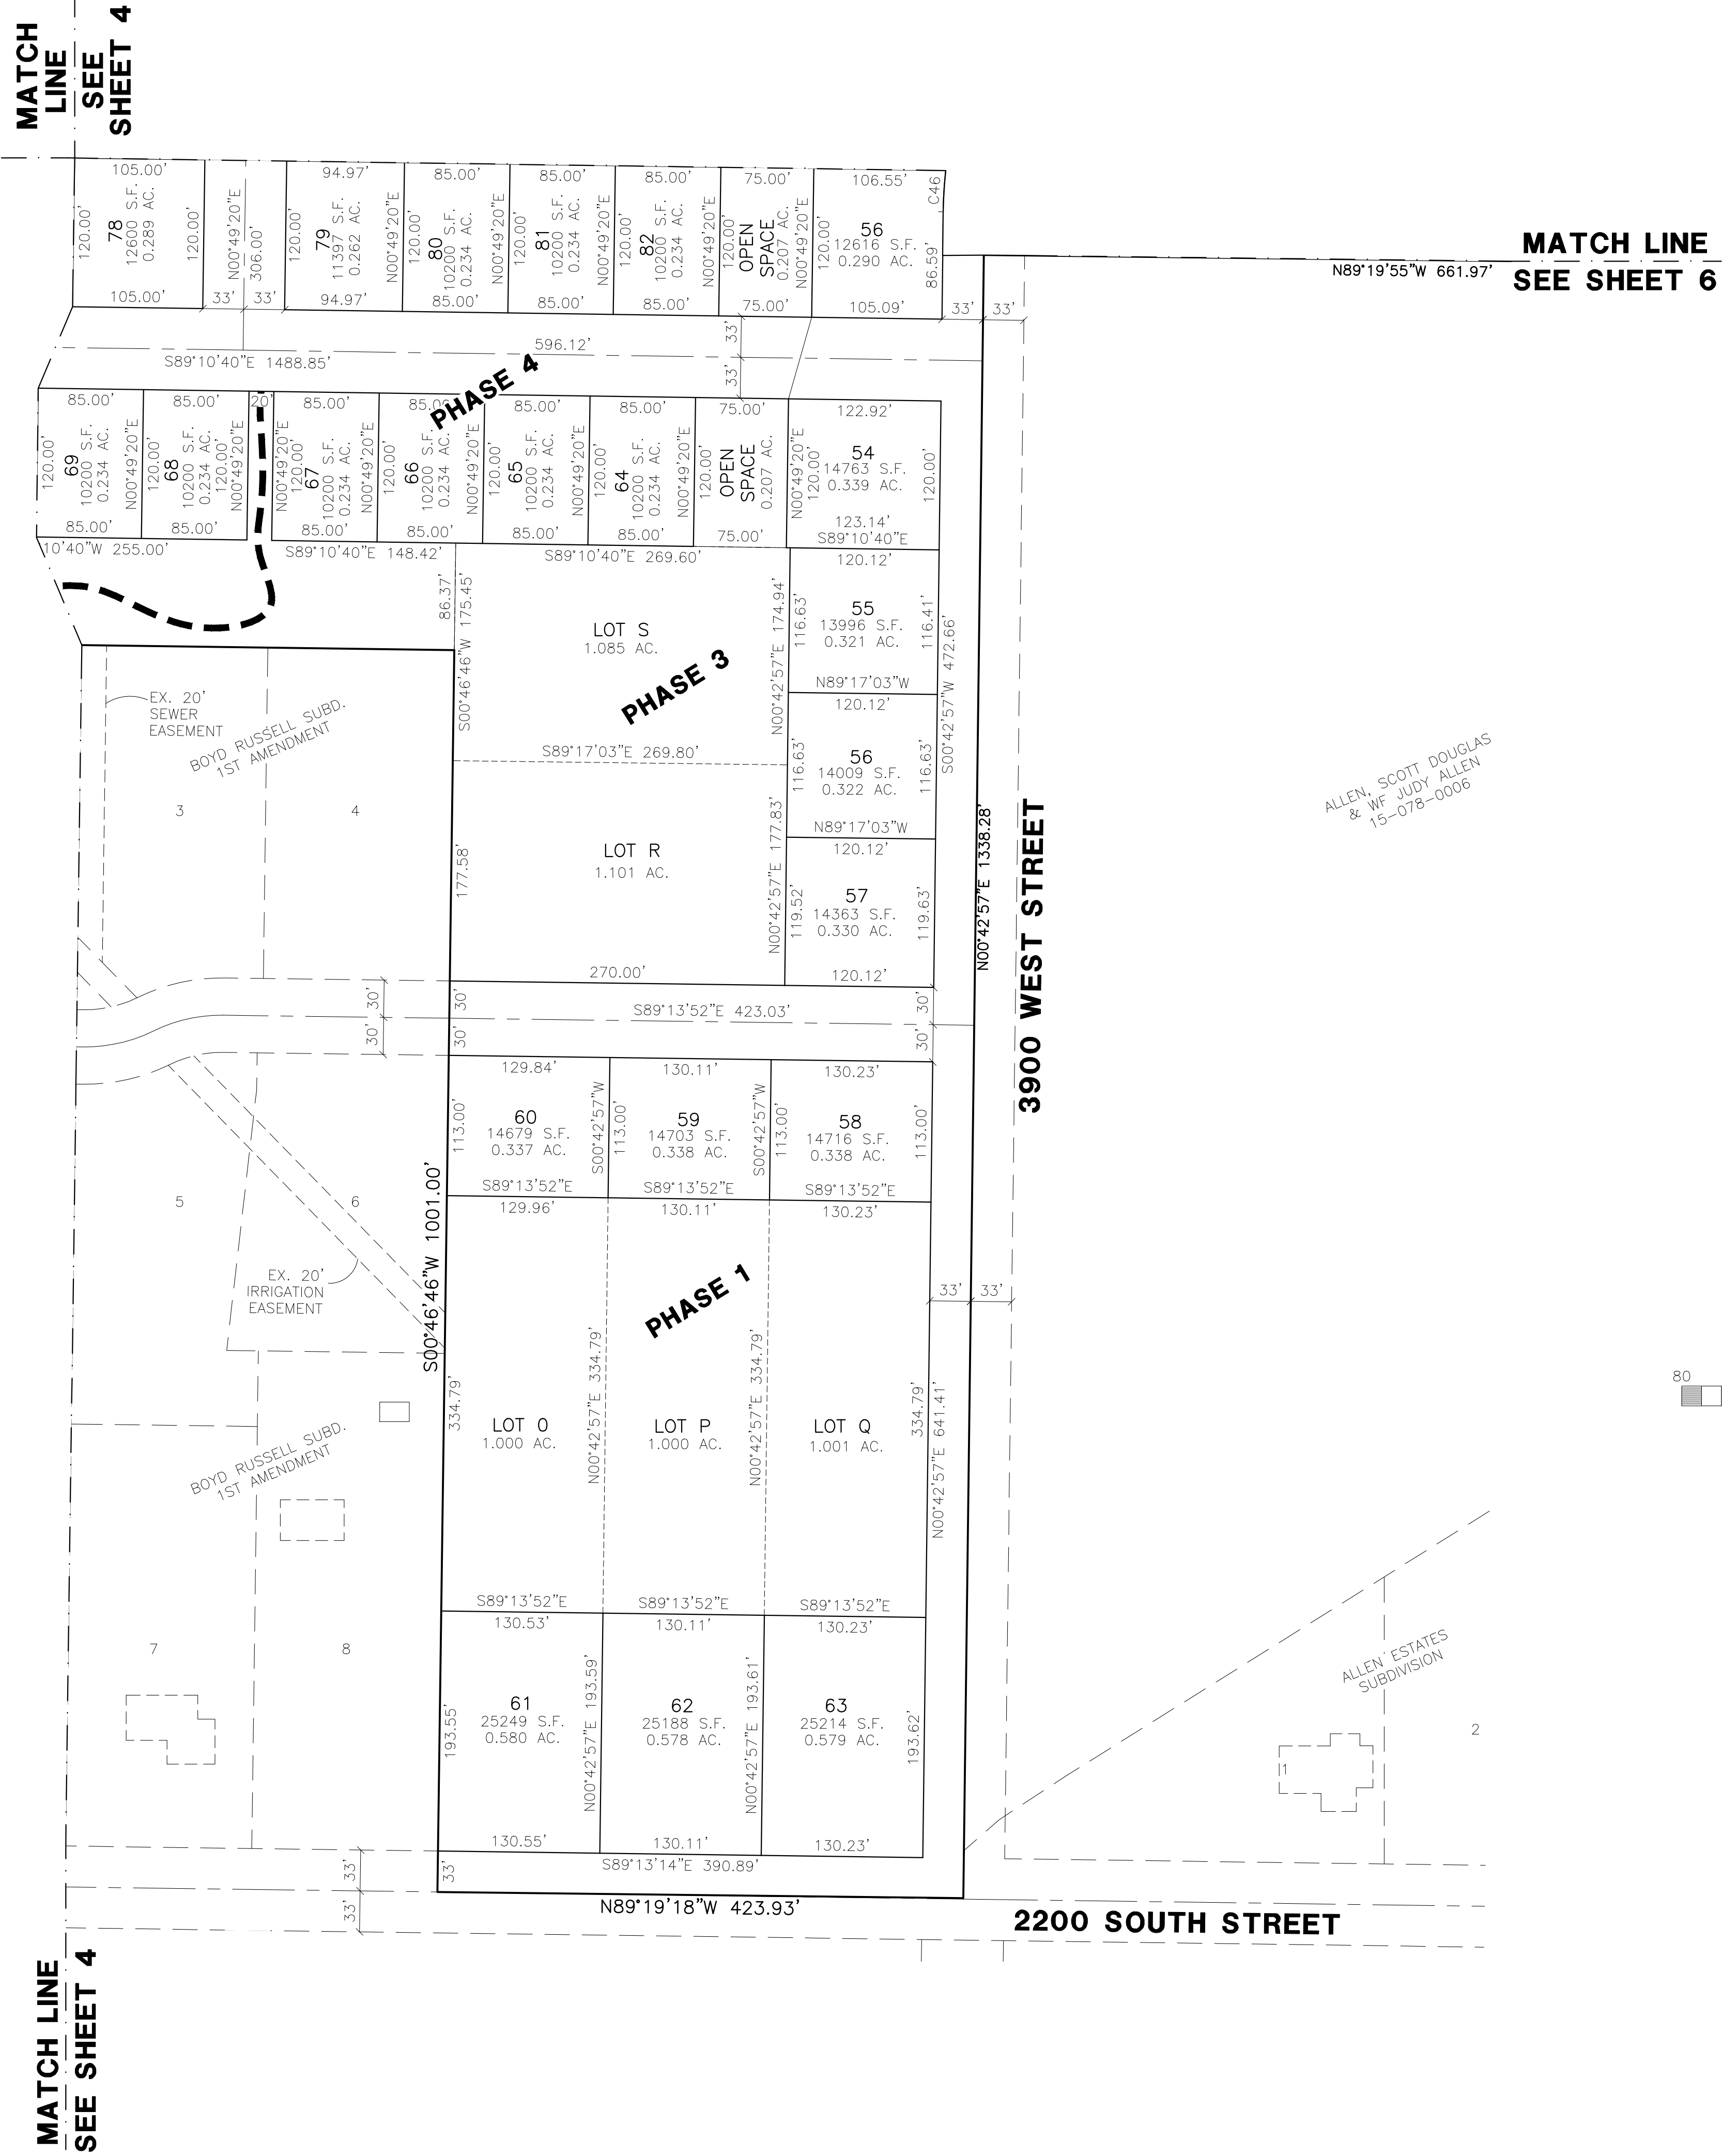 MATCH
LINE
SEE
SHEET 4
105.00'
120.00'
78
12600 S.F.
0.289 AC.
120.00'
105.00'
N00°49'20"E
306.00'
33'
33'
94.97'
120.00'
79
11397 S.F.
0.262 AC.
N00°49'20"E
94.97'
85.00'
120.00'
80
10200 S.F.
0.234 AC.
N00°49'20"E
85.00'
85.00'
120.00'
81
10200 S.F.
0.234 AC.
N00°49'20"E
85.00'
85.00'
120.00'
82
10200 S.F.
0.234 AC.
N00°49'20"E
85.00'
75.00'
120.00'
OPEN
SPACE
0.207 AC.
N00°49'20"E
75.00'
106.55'
C46
120.00'
56
12616 S.F.
0.290 AC.
86.59'
105.09'
33'
33'
N89°19'55"W 661.97'
MATCH LINE
SEE SHEET 6
596.12'
33'
33'
S89°10'40"E 1488.85'
PHASE 4
85.00'
120.00'
69
10200 S.F.
0.234 AC.
N00°49'20"E
85.00'
85.00'
120.00'
68
10200 S.F.
0.234 AC.
120.00'
N00°49'20"E
85.00'
20'
85.00'
N00°49'20"E
120.00'
67
10200 S.F.
0.234 AC.
N00°49'20"E
85.00'
85.00'
120.00'
66
10200 S.F.
0.234 AC.
N00°49'20"E
85.00'
85.00'
120.00'
65
10200 S.F.
0.234 AC.
N00°49'20"E
85.00'
85.00'
120.00'
64
10200 S.F.
0.234 AC.
N00°49'20"E
85.00'
75.00'
120.00'
OPEN
SPACE
0.207 AC.
75.00'
122.92'
N00°49'20"E
120.00'
54
14763 S.F.
0.339 AC.
120.00'
123.14'
S89°10'40"E
10'40"W 255.00'
S89°10'40"E 148.42'
S89°10'40"E 269.60'
86.37'
S00°46'46"W 175.45'
LOT S
1.085 AC.
N00°42'57"E 174.94'
PHASE 3
120.12'
116.63'
55
13996 S.F.
0.321 AC.
116.41'
N89°17'03"W
S00°42'57"W 472.66'
120.12'
116.63'
56
14009 S.F.
0.322 AC.
116.63'
N89°17'03"W
S89°17'03"E 269.80'
177.58'
LOT R
1.101 AC.
N00°42'57"E 177.83'
270.00'
120.12'
119.52'
57
14363 S.F.
0.330 AC.
119.63'
120.12'
N00°42'57"E 1338.28'
3900 WEST STREET
ALLEN, SCOTT DOUGLAS
& WF JUDY ALLEN
15-078-0006
EX. 20'
SEWER
EASEMENT
BOYD RUSSELL SUBD.
1ST AMENDMENT
3
4
30'
30'
30'
30'
S89°13'52"E 423.03'
30'
30'
129.84'
113.00'
60
14679 S.F.
0.337 AC.
S00°42'57"W
S89°13'52"E
130.11'
113.00'
59
14703 S.F.
0.338 AC.
S00°42'57"W
S89°13'52"E
130.23'
113.00'
58
14716 S.F.
0.338 AC.
113.00'
S89°13'52"E
5
6
EX. 20'
IRRIGATION
EASEMENT
S00°46'46"W 1001.00'
129.96'
130.11'
130.23'
PHASE 1
33'
33'
334.79'
LOT O
1.000 AC.
N00°42'57"E 334.79'
LOT P
1.000 AC.
N00°42'57"E 334.79'
LOT Q
1.001 AC.
334.79'
N00°42'57"E 641.41'
80
S89°13'52"E
S89°13'52"E
S89°13'52"E
BOYD RUSSELL SUBD.
1ST AMENDMENT
7
8
130.53'
193.55'
61
25249 S.F.
0.580 AC.
N00°42'57"E 193.59'
130.55'
130.11'
62
25188 S.F.
0.578 AC.
N00°42'57"E 193.61'
130.11'
130.23'
63
25214 S.F.
0.579 AC.
193.62'
130.23'
ALLEN ESTATES
SUBDIVISION
1
2
33'
33'
33'
S89°13'14"E 390.89'
N89°19'18"W 423.93'
2200 SOUTH STREET
MATCH LINE
SEE SHEET 4